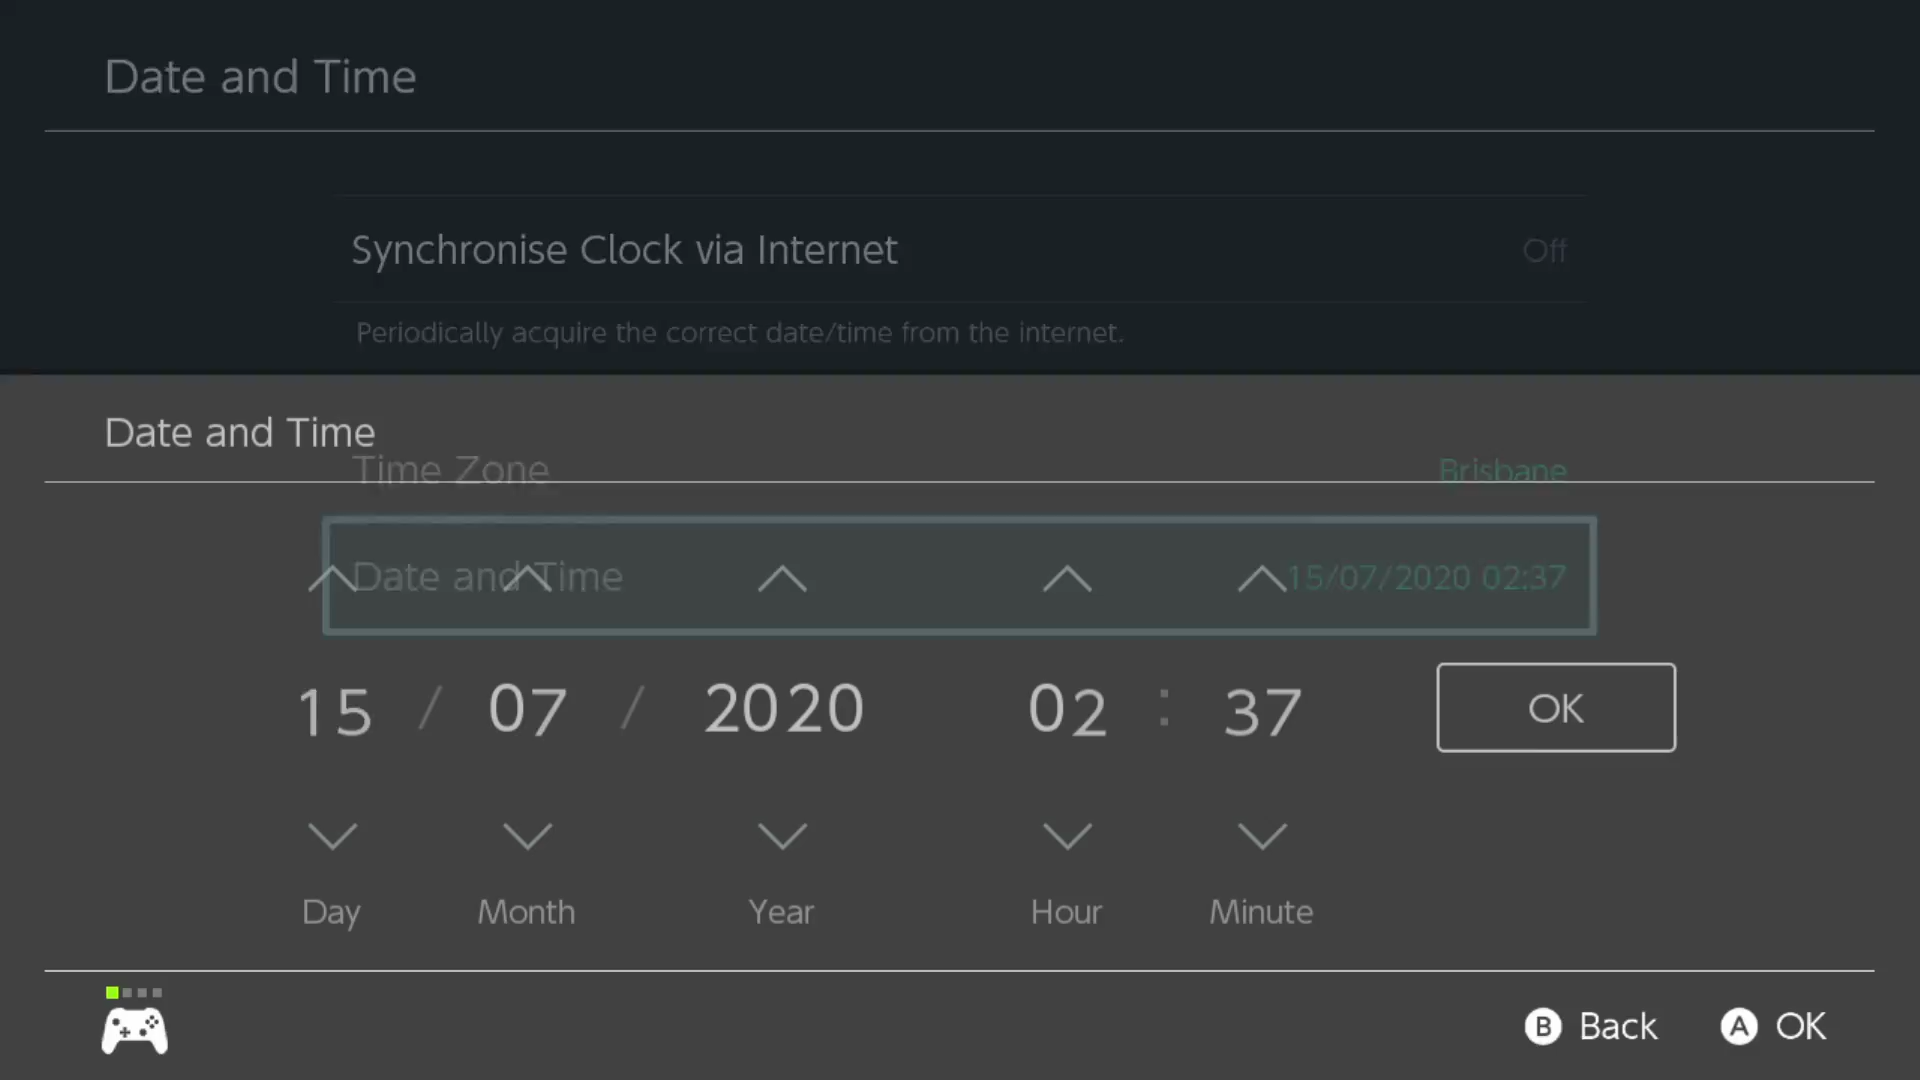 Date and Time
Synchronise Clock via Internet Off
Periodically acquire the correct date/time from the internet.
Date and Time
Time Zone Brisbane
Date and Time 15/07/2020 02:37
15 / 07 / 2020 02 : 37 OK
Day Month Year Hour Minute
B Back A OK